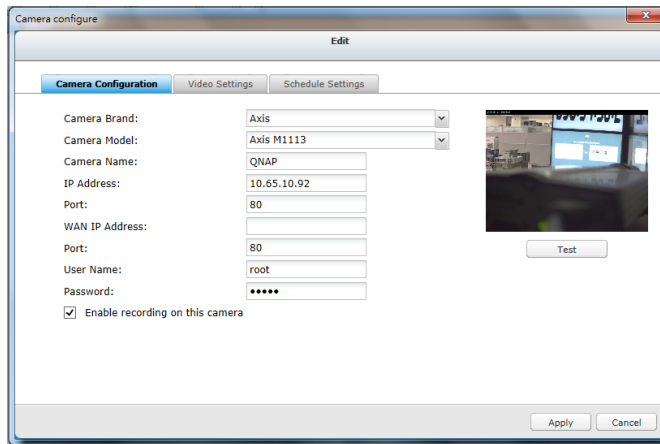 Camera configure
Edit
Camera Configuration Video Settings Schedule Settings
Camera Brand: Axis
Camera Model: Axis M1113
Camera Name: QNAP
IP Address: 10.65.10.92
Port: 80
WAN IP Address:
Port: 80
User Name: root
Password: •••••
Enable recording on this camera
Test
Apply Cancel